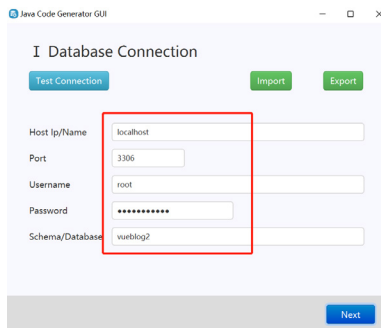 Java Code Generator GUI
I Database Connection
Test Connection
Import
Export
Host Ip/Name
localhost
Port
3306
Username
root
Password
•••••••••••
Schema/Database
vueblog2
Next